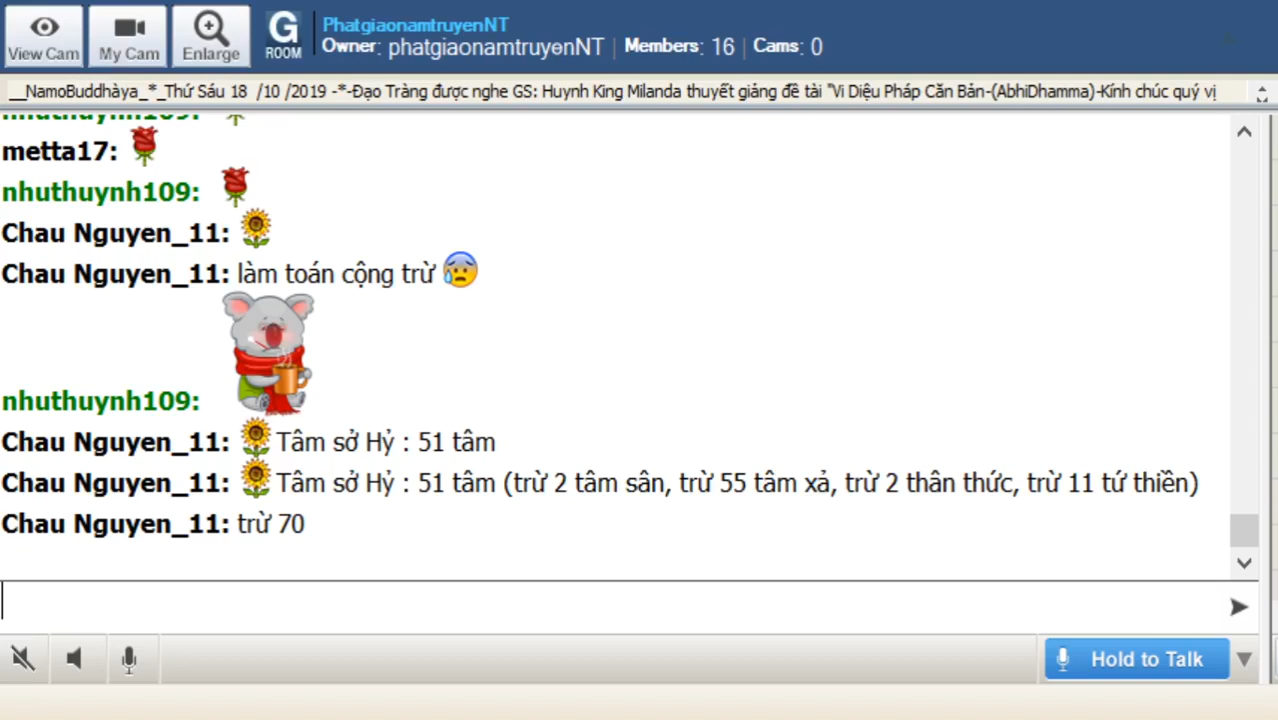 View Cam
My Cam
Enlarge
G
ROOM
PhatgiaonamtruyenNT
Owner: phatgiaonamtruyenNT | Members: 16 | Cams: 0
__NamoBuddhàya_*_Thứ Sáu 18 /10 /2019 -*-Đạo Tràng được nghe GS: Huynh King Milanda thuyết giảng đề tài "Vi Diệu Pháp Căn Bản-(AbhiDhamma)-Kính chúc quý vị
nhuthuynh109:
metta17:
nhuthuynh109:
Chau Nguyen_11:
Chau Nguyen_11: làm toán cộng trừ
nhuthuynh109:
Chau Nguyen_11: Tâm sở Hỷ : 51 tâm
Chau Nguyen_11: Tâm sở Hỷ : 51 tâm (trừ 2 tâm sân, trừ 55 tâm xả, trừ 2 thân thức, trừ 11 tứ thiền)
Chau Nguyen_11: trừ 70
Hold to Talk